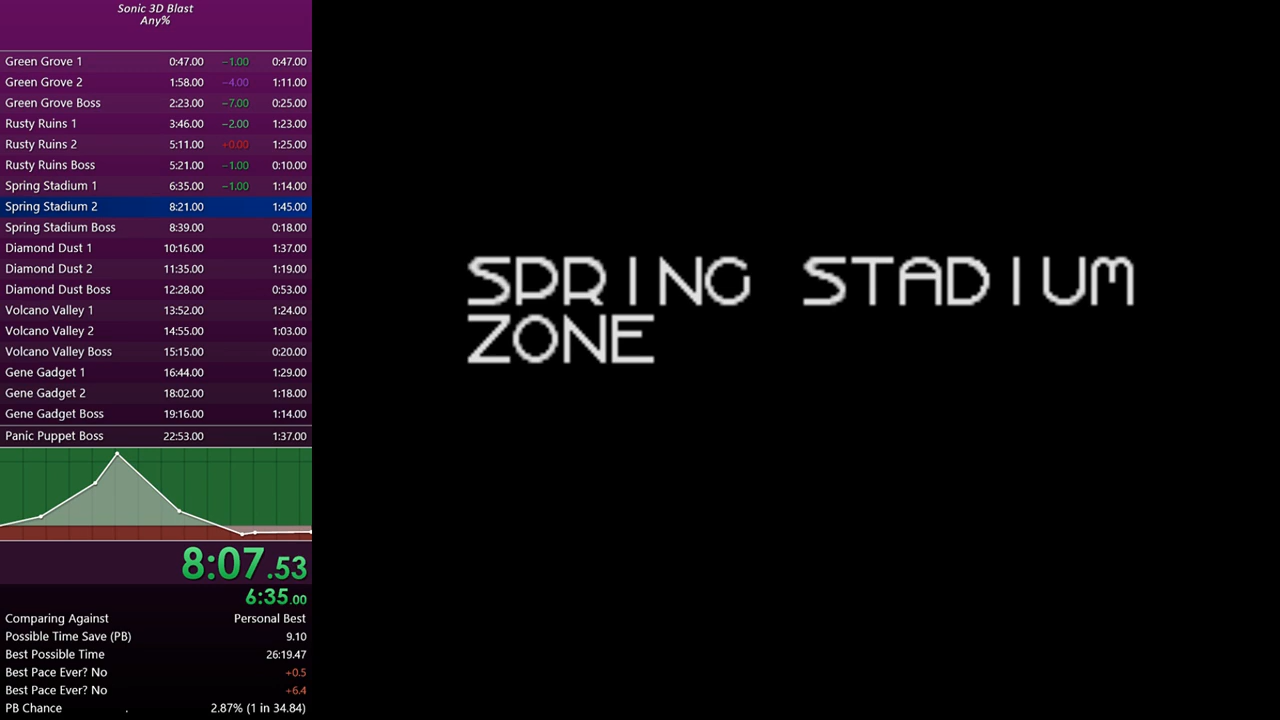 Sonic 3D Blast
Any%
Green Grove 1 0:47.00 −1.00 0:47.00
Green Grove 2 1:58.00 −4.00 1:11.00
Green Grove Boss 2:23.00 −7.00 0:25.00
Rusty Ruins 1 3:46.00 −2.00 1:23.00
Rusty Ruins 2 5:11.00 +0.00 1:25.00
Rusty Ruins Boss 5:21.00 −1.00 0:10.00
Spring Stadium 1 6:35.00 −1.00 1:14.00
Spring Stadium 2 8:21.00 1:45.00
Spring Stadium Boss 8:39.00 0:18.00
Diamond Dust 1 10:16.00 1:37.00
Diamond Dust 2 11:35.00 1:19.00
Diamond Dust Boss 12:28.00 0:53.00
Volcano Valley 1 13:52.00 1:24.00
Volcano Valley 2 14:55.00 1:03.00
Volcano Valley Boss 15:15.00 0:20.00
Gene Gadget 1 16:44.00 1:29.00
Gene Gadget 2 18:02.00 1:18.00
Gene Gadget Boss 19:16.00 1:14.00
Panic Puppet Boss 22:53.00 1:37.00
8:07.53
6:35.00
Comparing Against Personal Best
Possible Time Save (PB) 9.10
Best Possible Time 26:19.47
Best Pace Ever? No +0.5
Best Pace Ever? No +6.4
PB Chance . 2.87% (1 in 34.84)
SPRING STADIUM
ZONE